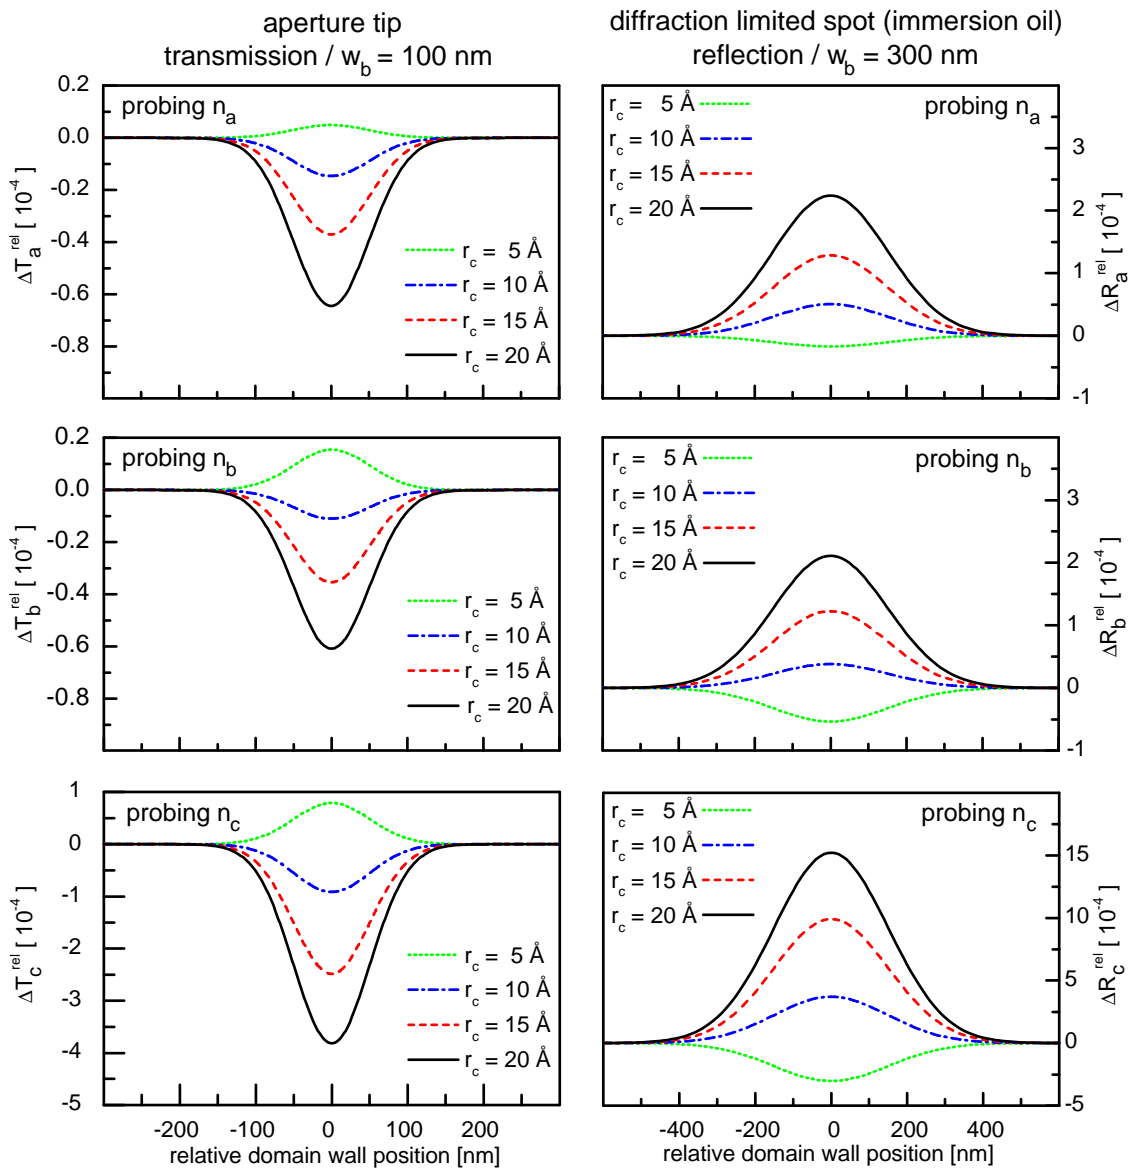 aperture tip
transmission / w_b = 100 nm
diffraction limited spot (immersion oil)
reflection / w_b = 300 nm
probing n_a
0.2
0.0
-0.2
-0.4
-0.6
-0.8
ΔT_a^rel [ 10^-4 ]
r_c = 5 Å
r_c = 10 Å
r_c = 15 Å
r_c = 20 Å
r_c = 5 Å
r_c = 10 Å
r_c = 15 Å
r_c = 20 Å
probing n_a
3
2
1
0
-1
ΔR_a^rel [ 10^-4 ]
probing n_b
0.2
0.0
-0.2
-0.4
-0.6
-0.8
ΔT_b^rel [ 10^-4 ]
r_c = 5 Å
r_c = 10 Å
r_c = 15 Å
r_c = 20 Å
r_c = 5 Å
r_c = 10 Å
r_c = 15 Å
r_c = 20 Å
probing n_b
3
2
1
0
-1
ΔR_b^rel [ 10^-4 ]
probing n_c
1
0
-1
-2
-3
-4
-5
ΔT_c^rel [ 10^-4 ]
r_c = 5 Å
r_c = 10 Å
r_c = 15 Å
r_c = 20 Å
-200 -100 0 100 200
relative domain wall position [nm]
r_c = 5 Å
r_c = 10 Å
r_c = 15 Å
r_c = 20 Å
probing n_c
15
10
5
0
-5
ΔR_c^rel [ 10^-4 ]
-400 -200 0 200 400
relative domain wall position [nm]